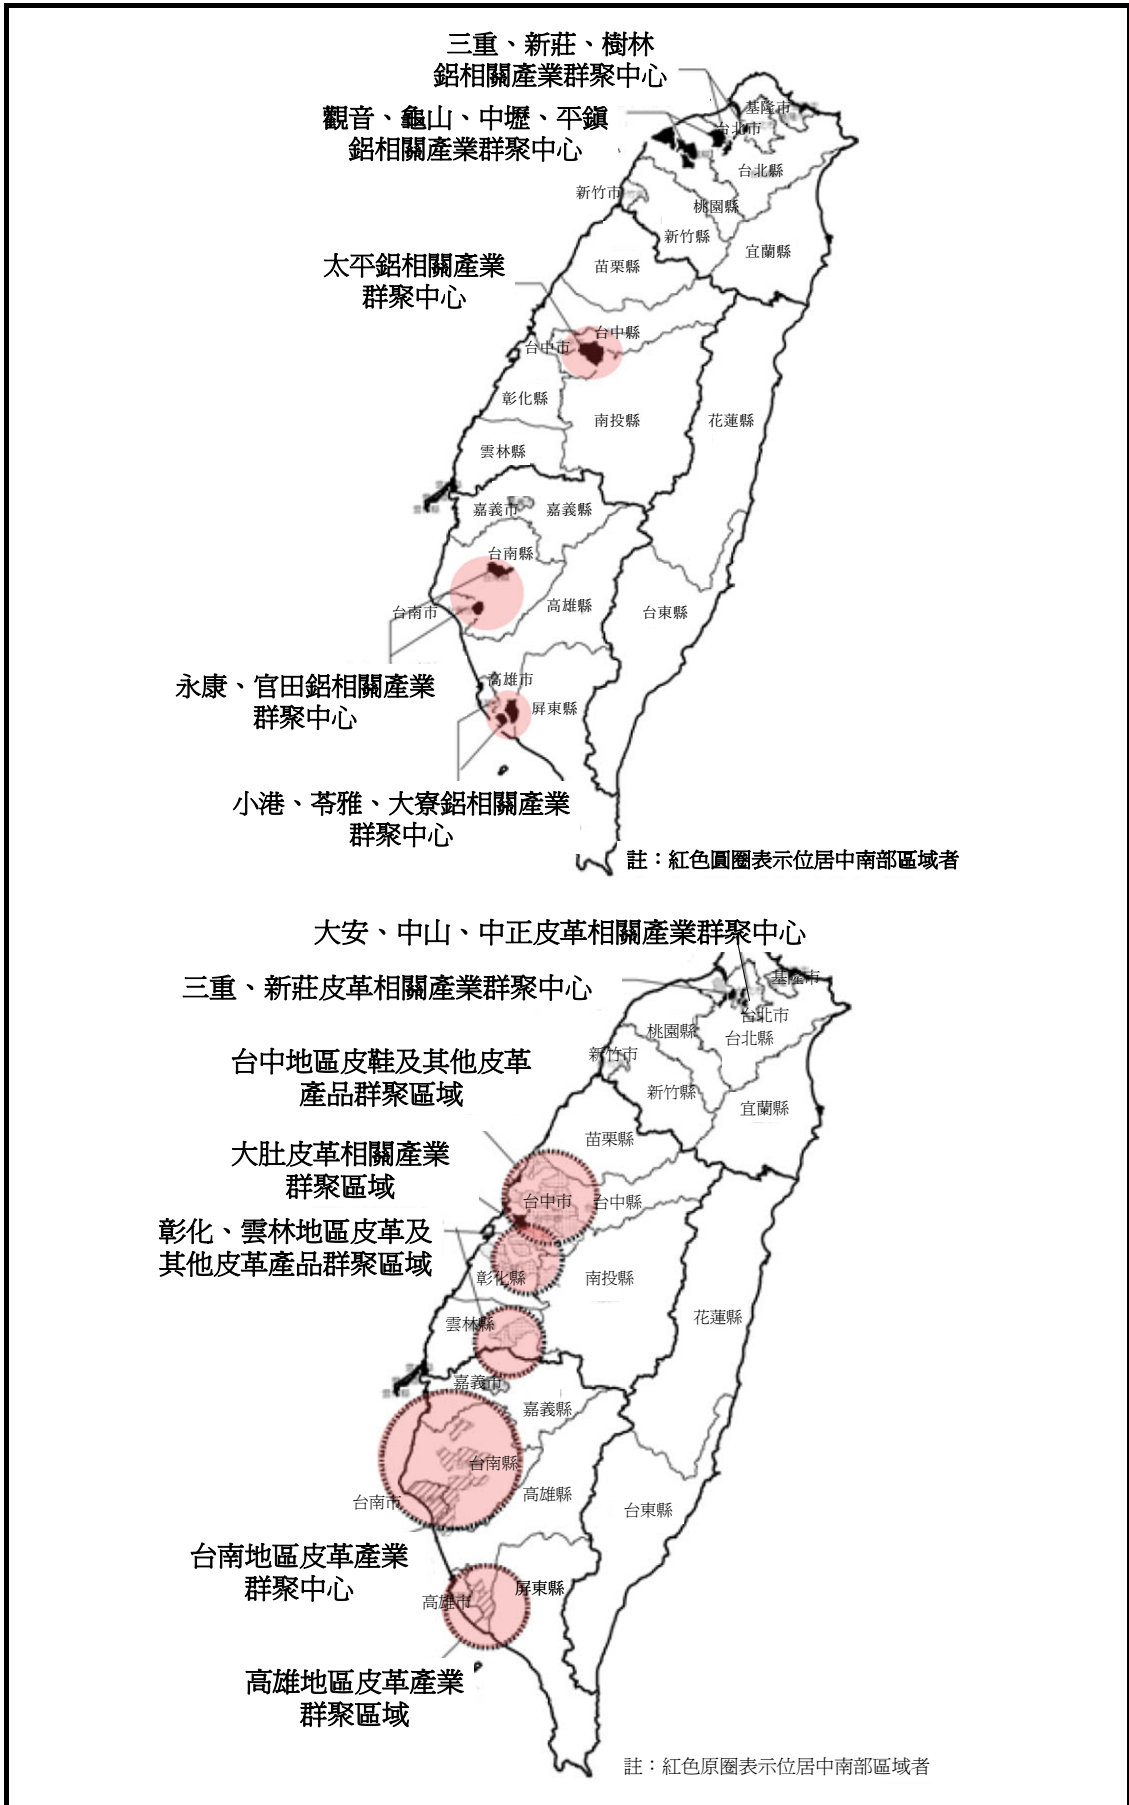 三重、新莊、樹林
鋁相關產業群聚中心
觀音、龜山、中壢、平鎮
鋁相關產業群聚中心
基隆市
台北市
台北縣
新竹市
桃園縣
新竹縣
宜蘭縣
太平鋁相關產業
群聚中心
苗栗縣
台中縣
台中市
彰化縣
南投縣
花蓮縣
雲林縣
嘉義市
嘉義縣
台南縣
台南市
高雄縣
台東縣
永康、官田鋁相關產業
群聚中心
高雄市
屏東縣
小港、苓雅、大寮鋁相關產業
群聚中心
註：紅色圓圈表示位居中南部區域者
大安、中山、中正皮革相關產業群聚中心
三重、新莊皮革相關產業群聚中心
基隆市
台北市
桃園縣
台北縣
新竹市
台中地區皮鞋及其他皮革
產品群聚區域
新竹縣
宜蘭縣
苗栗縣
大肚皮革相關產業
群聚區域
台中市
台中縣
彰化、雲林地區皮革及
其他皮革產品群聚區域
彰化縣
南投縣
雲林縣
花蓮縣
嘉義市
嘉義縣
台南縣
高雄縣
台南市
台東縣
台南地區皮革產業
群聚中心
屏東縣
高雄市
高雄地區皮革產業
群聚區域
註：紅色原圈表示位居中南部區域者